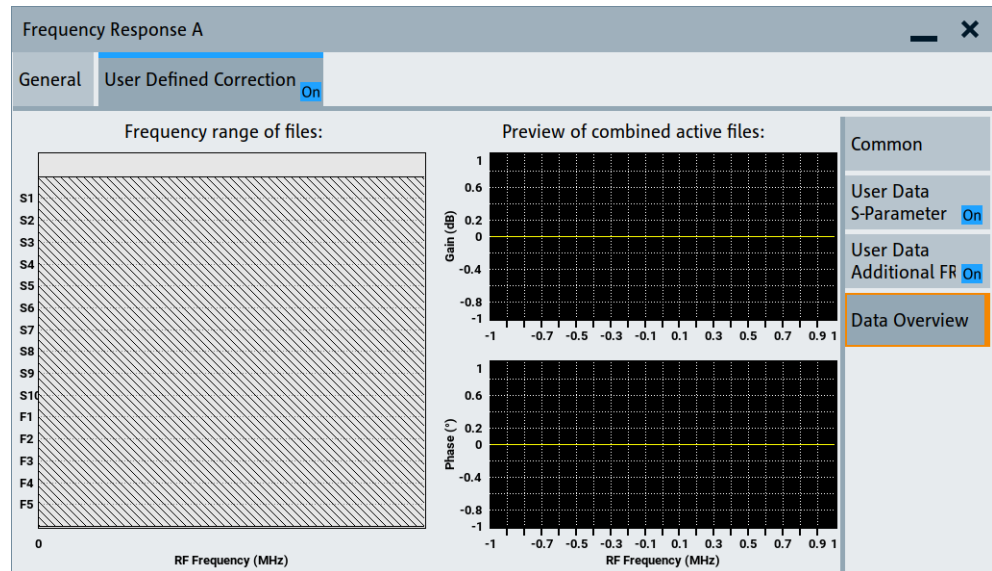 Frequency Response A
General
User Defined Correction On
Frequency range of files:
S1
S2
S3
S4
S5
S6
S7
S8
S9
S10
F1
F2
F3
F4
F5
0
RF Frequency (MHz)
Preview of combined active files:
Gain (dB)
1
0.6
0.2
0
-0.4
-0.8
-1
-1 -0.7 -0.5 -0.3 -0.1 0.1 0.3 0.5 0.7 0.9 1
Phase (°)
1
0.6
0.2
0
-0.4
-0.8
-1
-1 -0.7 -0.5 -0.3 -0.1 0.1 0.3 0.5 0.7 0.9 1
RF Frequency (MHz)
Common
User Data
S-Parameter On
User Data
Additional FR On
Data Overview